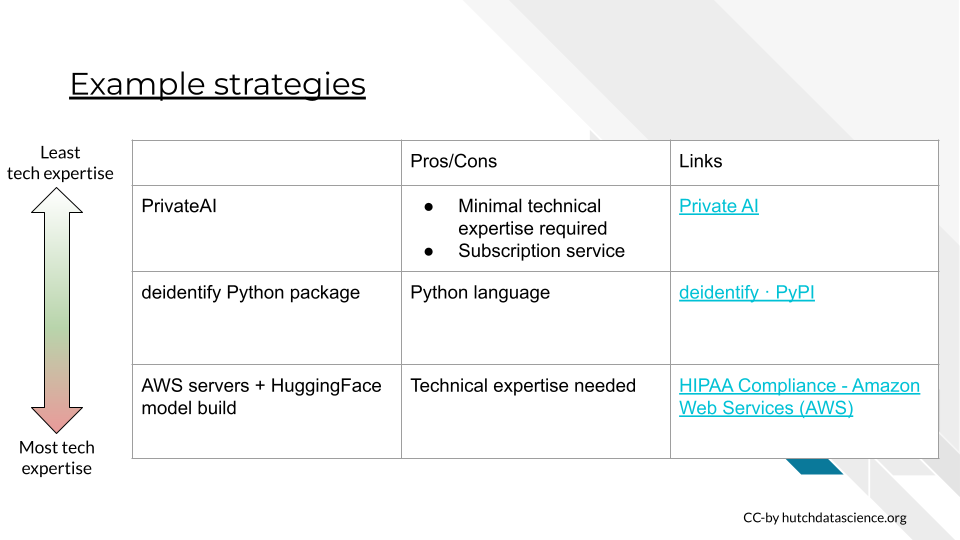 Example strategies
Least
tech expertise
Pros/Cons
Links
PrivateAI
● Minimal technical
expertise required
● Subscription service
Private AI
deidentify Python package
Python language
deidentify · PyPI
AWS servers + HuggingFace
model build
Technical expertise needed
HIPAA Compliance - Amazon
Web Services (AWS)
Most tech
expertise
CC-by hutchdatascience.org